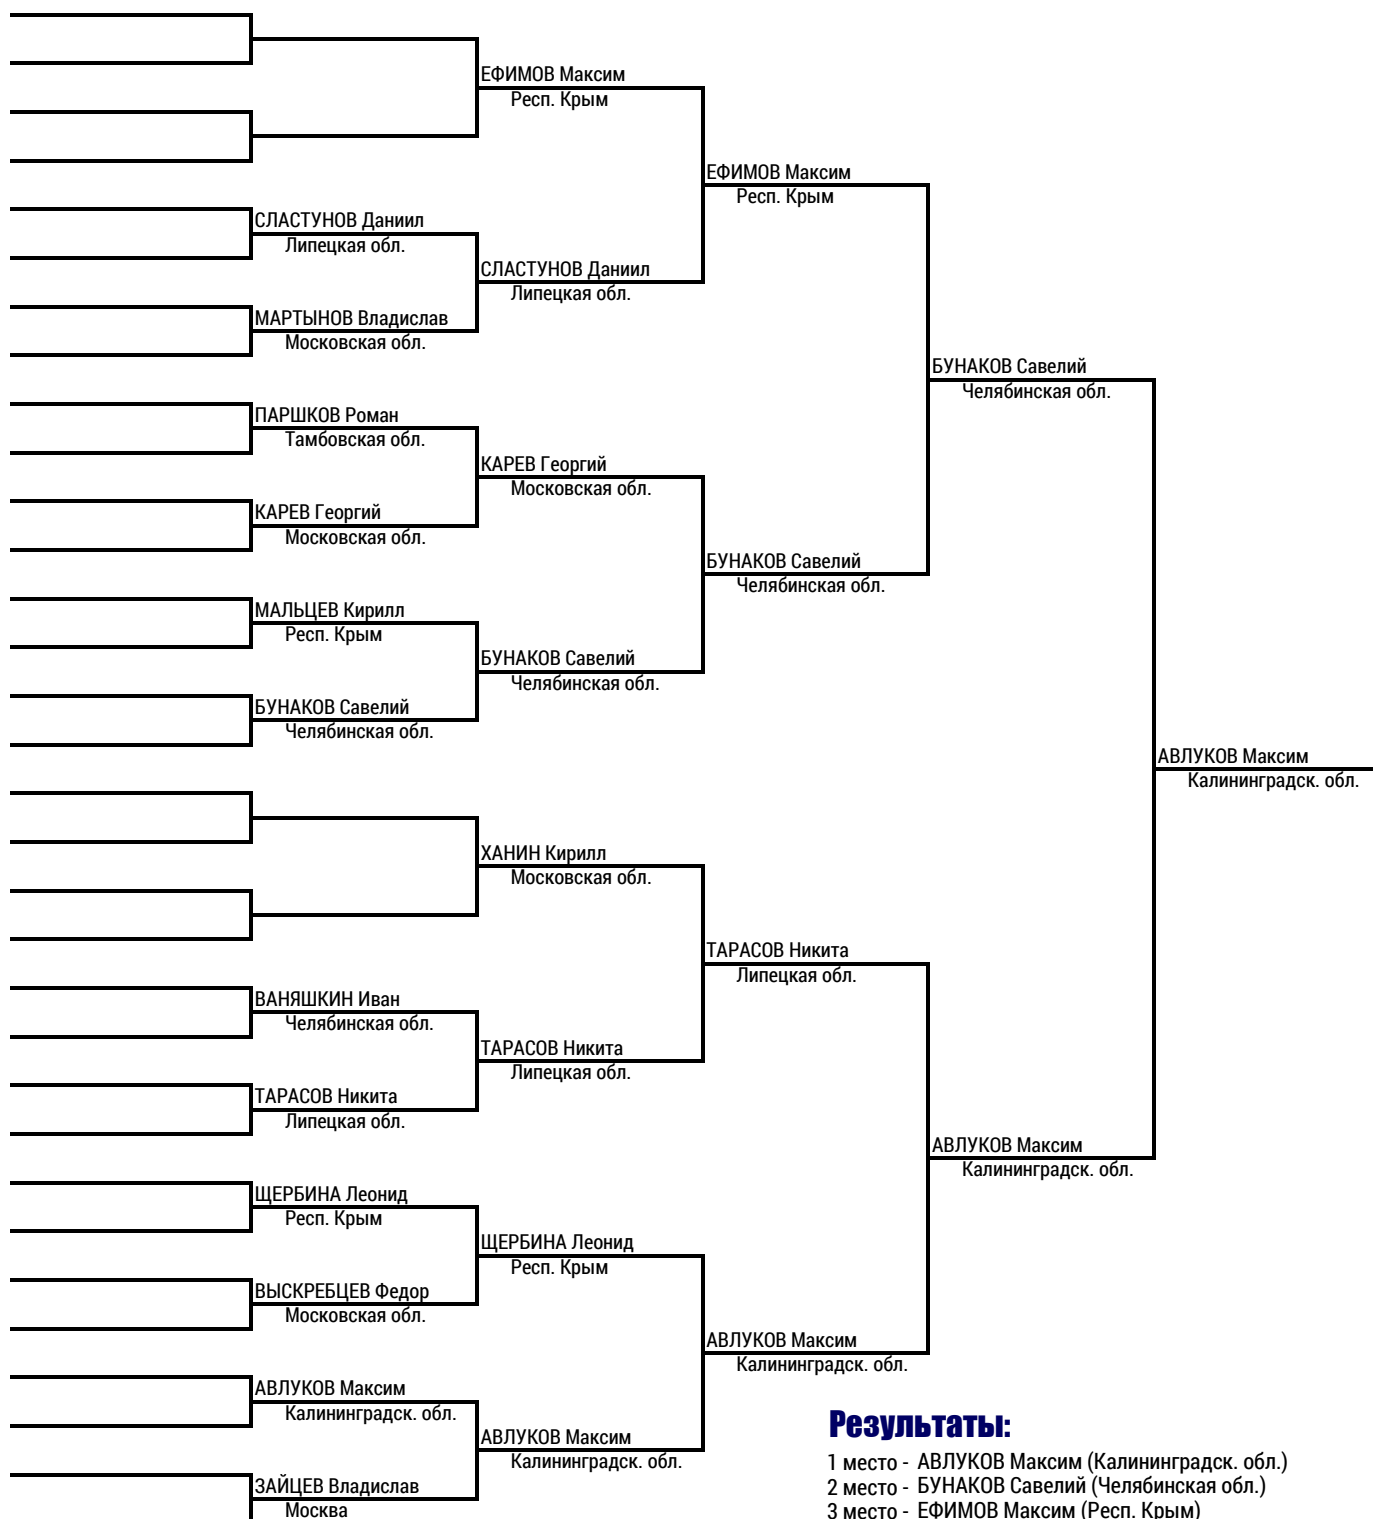 ЕФИМОВ Максим
Респ. Крым
ЕФИМОВ Максим
Респ. Крым
СЛАСТУНОВ Даниил
Липецкая обл.
СЛАСТУНОВ Даниил
Липецкая обл.
МАРТЫНОВ Владислав
Московская обл.
БУНАКОВ Савелий
Челябинская обл.
ПАРШКОВ Роман
Тамбовская обл.
КАРЕВ Георгий
Московская обл.
КАРЕВ Георгий
Московская обл.
БУНАКОВ Савелий
Челябинская обл.
МАЛЬЦЕВ Кирилл
Респ. Крым
БУНАКОВ Савелий
Челябинская обл.
БУНАКОВ Савелий
Челябинская обл.
АВЛУКОВ Максим
Калининградск. обл.
ХАНИН Кирилл
Московская обл.
ТАРАСОВ Никита
Липецкая обл.
ВАНЯШКИН Иван
Челябинская обл.
ТАРАСОВ Никита
Липецкая обл.
ТАРАСОВ Никита
Липецкая обл.
АВЛУКОВ Максим
Калининградск. обл.
ЩЕРБИНА Леонид
Респ. Крым
ЩЕРБИНА Леонид
Респ. Крым
ВЫСКРЕБЦЕВ Федор
Московская обл.
АВЛУКОВ Максим
Калининградск. обл.
АВЛУКОВ Максим
Калининградск. обл.
АВЛУКОВ Максим
Калининградск. обл.
ЗАЙЦЕВ Владислав
Москва
Результаты:
1 место - АВЛУКОВ Максим (Калининградск. обл.)
2 место - БУНАКОВ Савелий (Челябинская обл.)
3 место - ЕФИМОВ Максим (Респ. Крым)